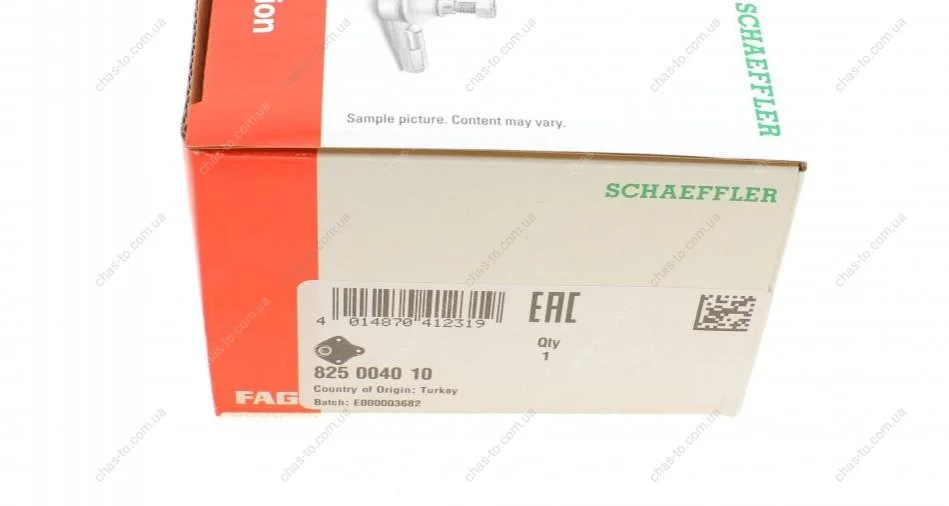 ion
SCHAEFFLER
Sample picture. Content may vary.
SCHAEFFLER
4 014870 412319
EAC
Qty
1
825 0040 10
Country of Origin: Turkey
Batch: E000003682
FAG
chas-to.com.ua